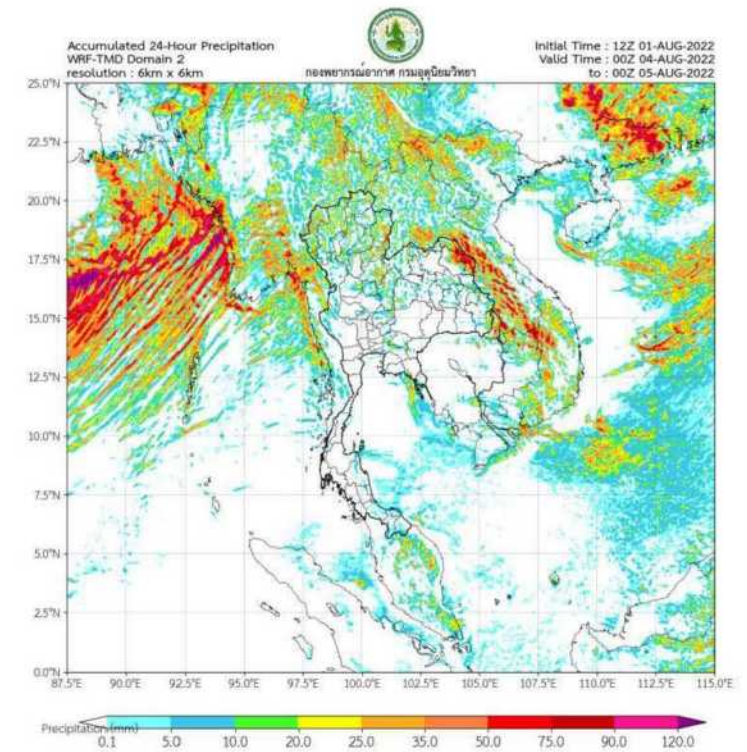 Accumulated 24-Hour Precipitation
WRF-TMD Domain 2
resolution : 6km x 6km
กองพยากรณ์อากาศ กรมอุตุนิยมวิทยา
Initial Time : 12Z 01-AUG-2022
Valid Time : 00Z 04-AUG-2022
to : 00Z 05-AUG-2022
25.0°N
22.5°N
20.0°N
17.5°N
15.0°N
12.5°N
10.0°N
7.5°N
5.0°N
2.5°N
0.0°N
87.5°E 90.0°E 92.5°E 95.0°E 97.5°E 100.0°E 102.5°E 105.0°E 107.5°E 110.0°E 112.5°E 115.0°E
Precipitation (mm)
0.1 5.0 10.0 20.0 25.0 35.0 50.0 75.0 90.0 120.0